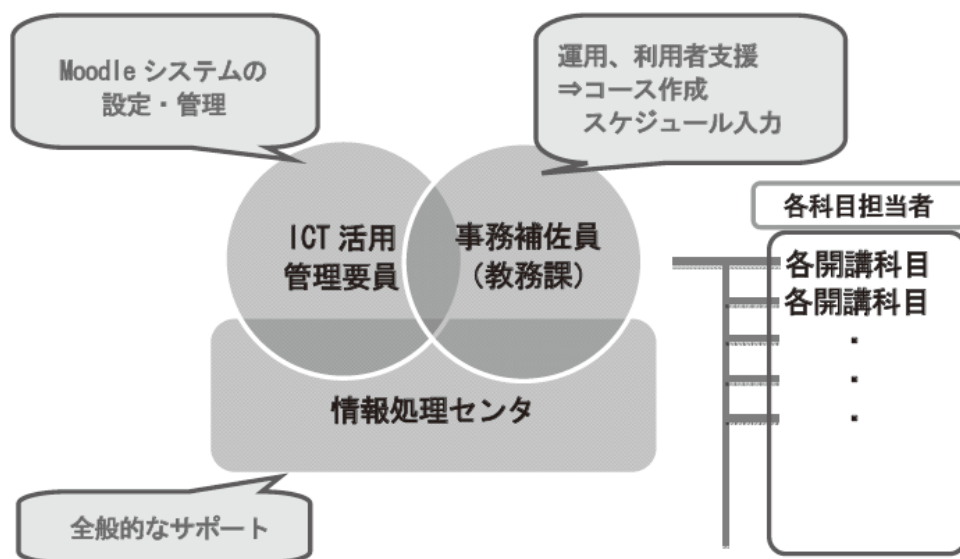 Moodle システムの
設定・管理
運用、利用者支援
⇒コース作成
スケジュール入力
ICT 活用
管理要員
事務補佐員
(教務課)
情報処理センタ
全般的なサポート
各科目担当者
各開講科目
各開講科目
・
・
・